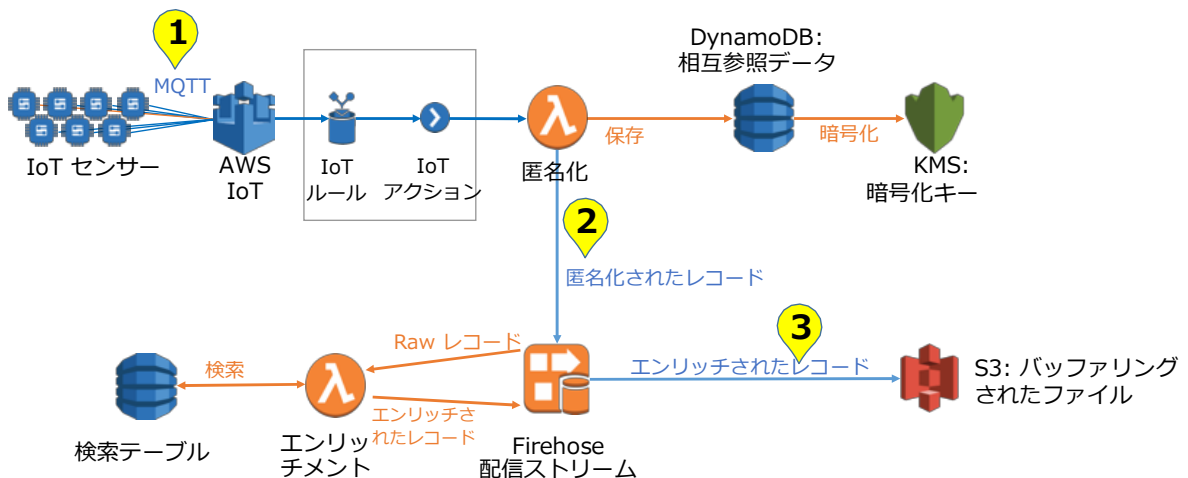 1
MQTT
IoT センサー
AWS
IoT
IoT
ルール
IoT
アクション
匿名化
保存
DynamoDB:
相互参照データ
暗号化
KMS:
暗号化キー
2
匿名化されたレコード
Raw レコード
検索
3
エンリッチされたレコード
S3: バッファリング
されたファイル
エンリッチさ
れたレコード
検索テーブル
エンリッ
チメント
Firehose
配信ストリーム